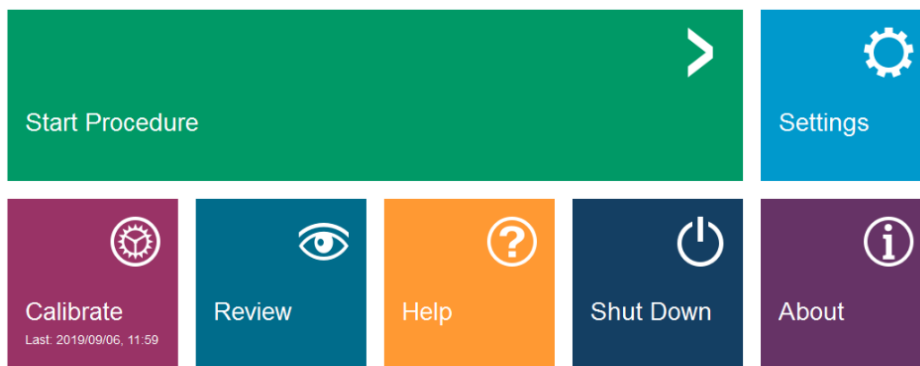 Start Procedure
Settings
Calibrate
Last: 2019/09/06, 11:59
Review
Help
Shut Down
About